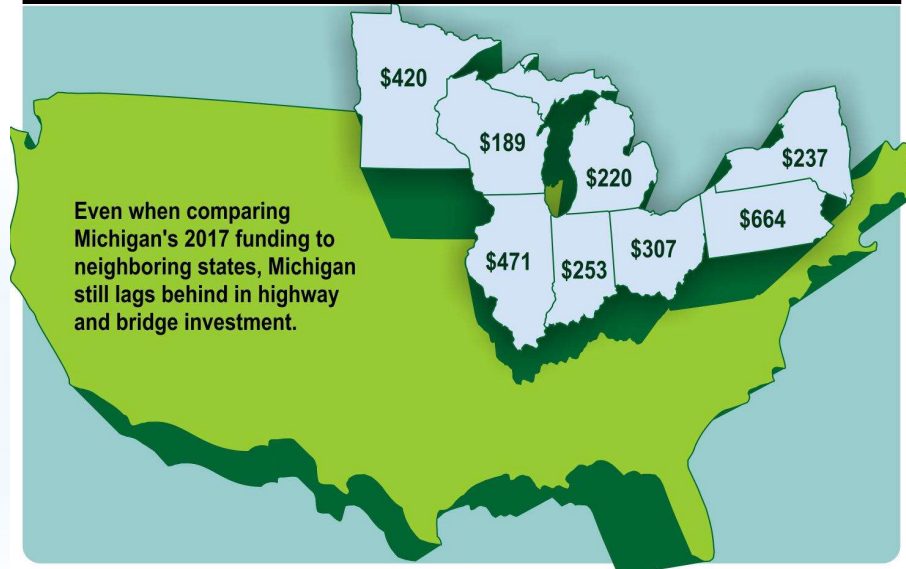 $420
$189
$220
$237
$664
$471
$253
$307
Even when comparing
Michigan's 2017 funding to
neighboring states, Michigan
still lags behind in highway
and bridge investment.